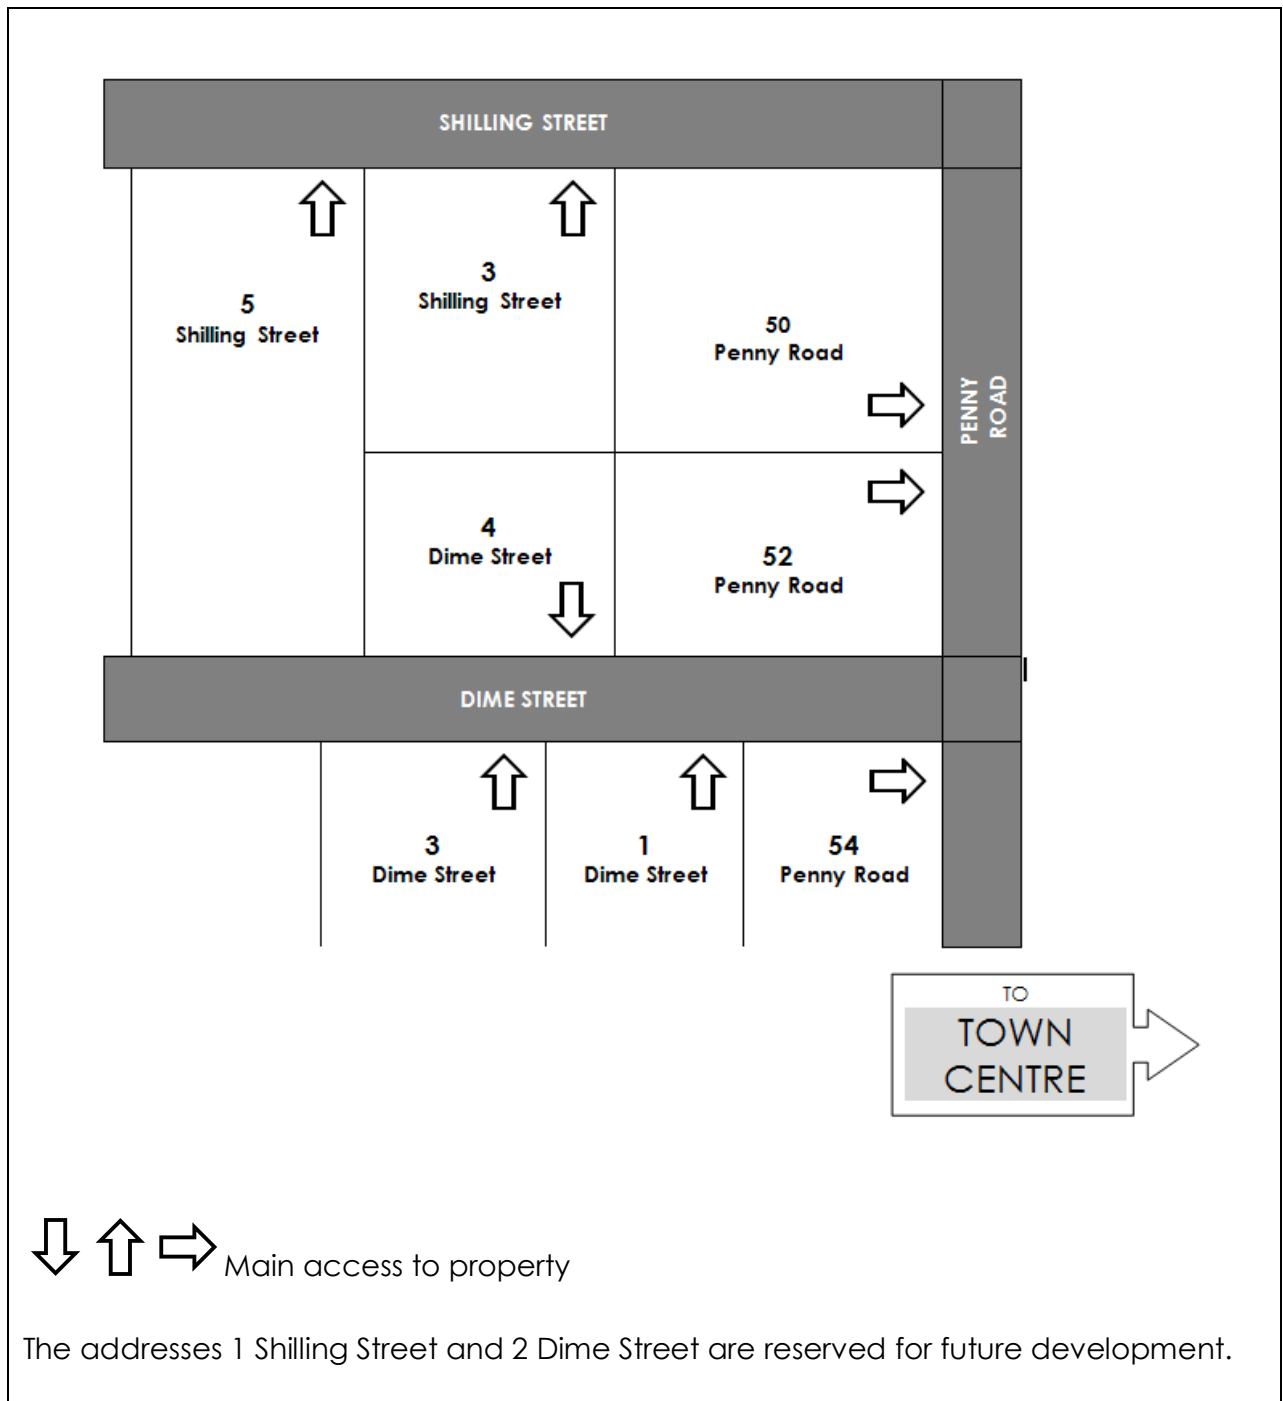 SHILLING STREET
5
Shilling Street
3
Shilling Street
50
Penny Road
PENNY
ROAD
4
Dime Street
52
Penny Road
DIME STREET
3
Dime Street
1
Dime Street
54
Penny Road
TO
TOWN
CENTRE
Main access to property
The addresses 1 Shilling Street and 2 Dime Street are reserved for future development.